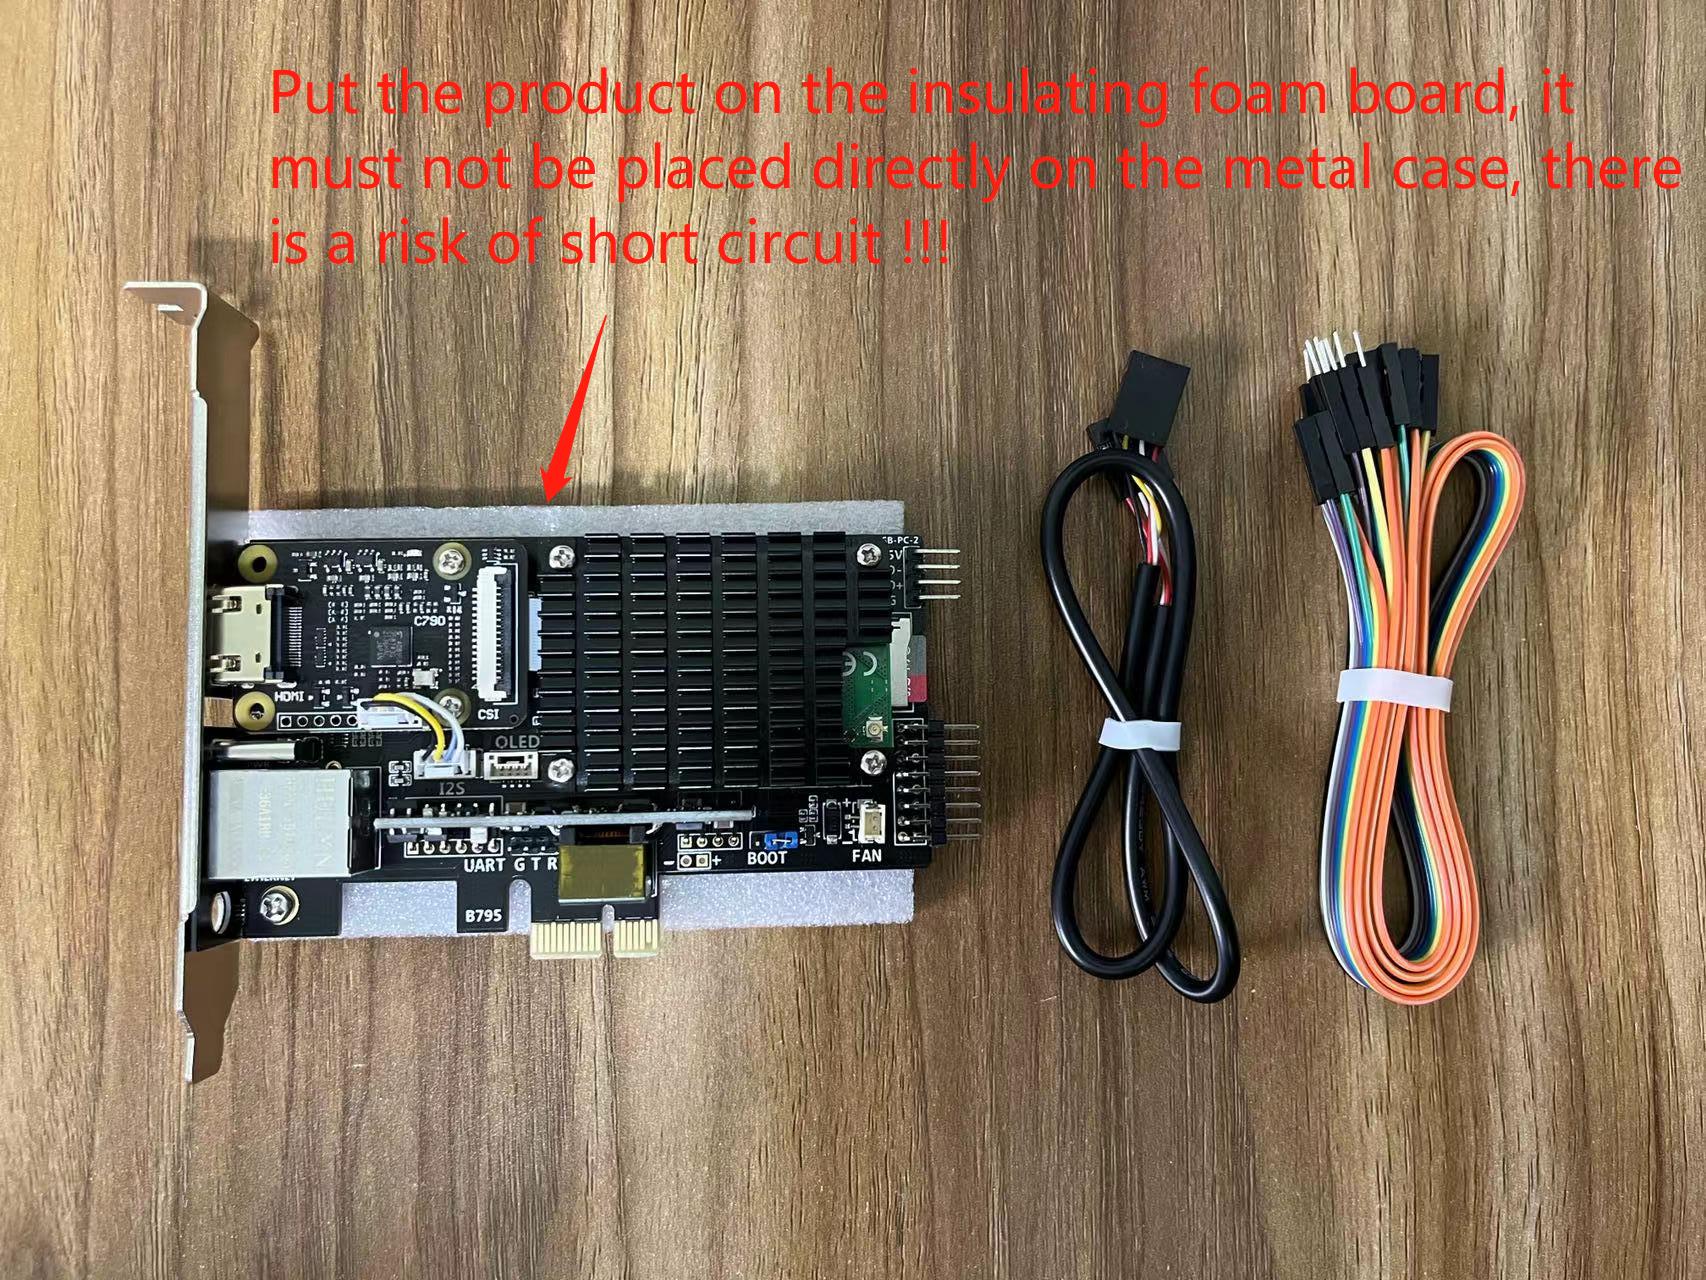 Put the product on the insulating foam board, it
must not be placed directly on the metal case, there
is a risk of short circuit !!!
C790
HDMI
CSI
OLED
I2S
UART G T R
BOOT
FAN
B795